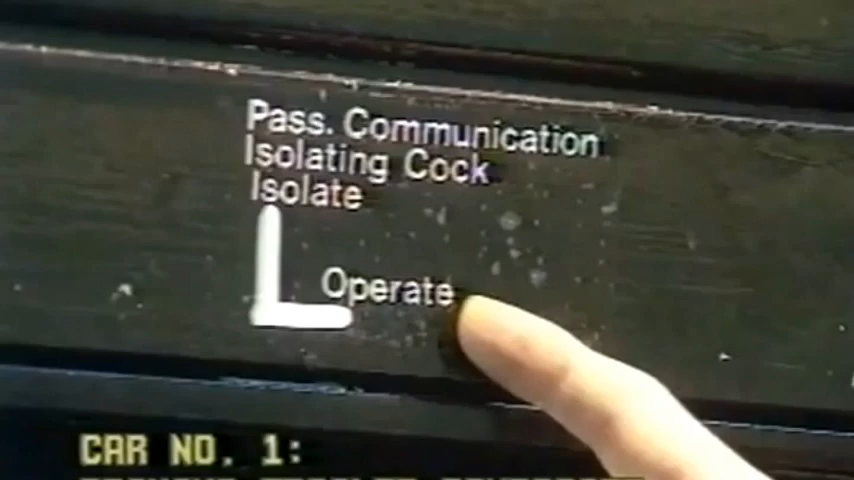 Pass. Communication
Isolating Cock
Isolate
Operate
CAR NO. 1: